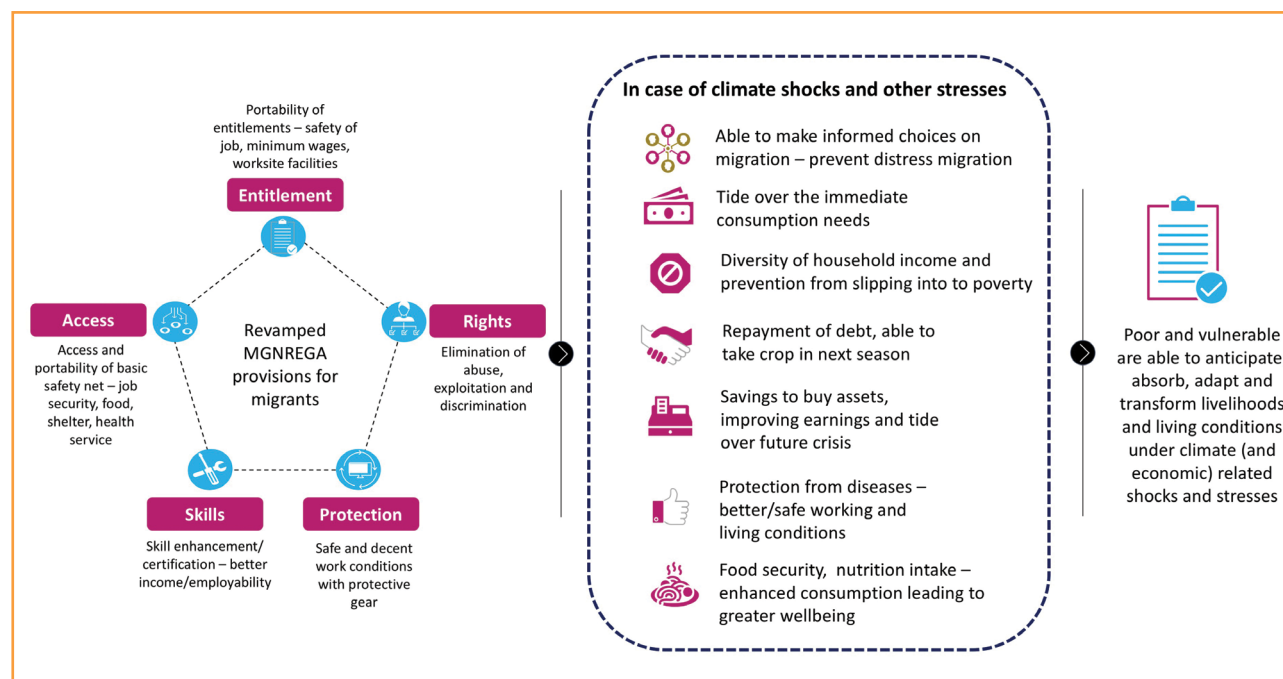 Portability of
entitlements – safety of
job, minimum wages,
worksite facilities
Entitlement
Access
Access and
portability of basic
safety net – job
security, food,
shelter, health
service
Revamped
MGNREGA
provisions for
migrants
Rights
Elimination of
abuse,
exploitation and
discrimination
Skills
Skill enhancement/
certification – better
income/employability
Protection
Safe and decent
work conditions
with protective
gear
In case of climate shocks and other stresses
Able to make informed choices on
migration – prevent distress migration
Tide over the immediate
consumption needs
Diversity of household income and
prevention from slipping into to poverty
Repayment of debt, able to
take crop in next season
Savings to buy assets,
improving earnings and tide
over future crisis
Protection from diseases –
better/safe working and
living conditions
Food security, nutrition intake –
enhanced consumption leading to
greater wellbeing
Poor and vulnerable
are able to anticipate,
absorb, adapt and
transform livelihoods
and living conditions
under climate (and
economic) related
shocks and stresses